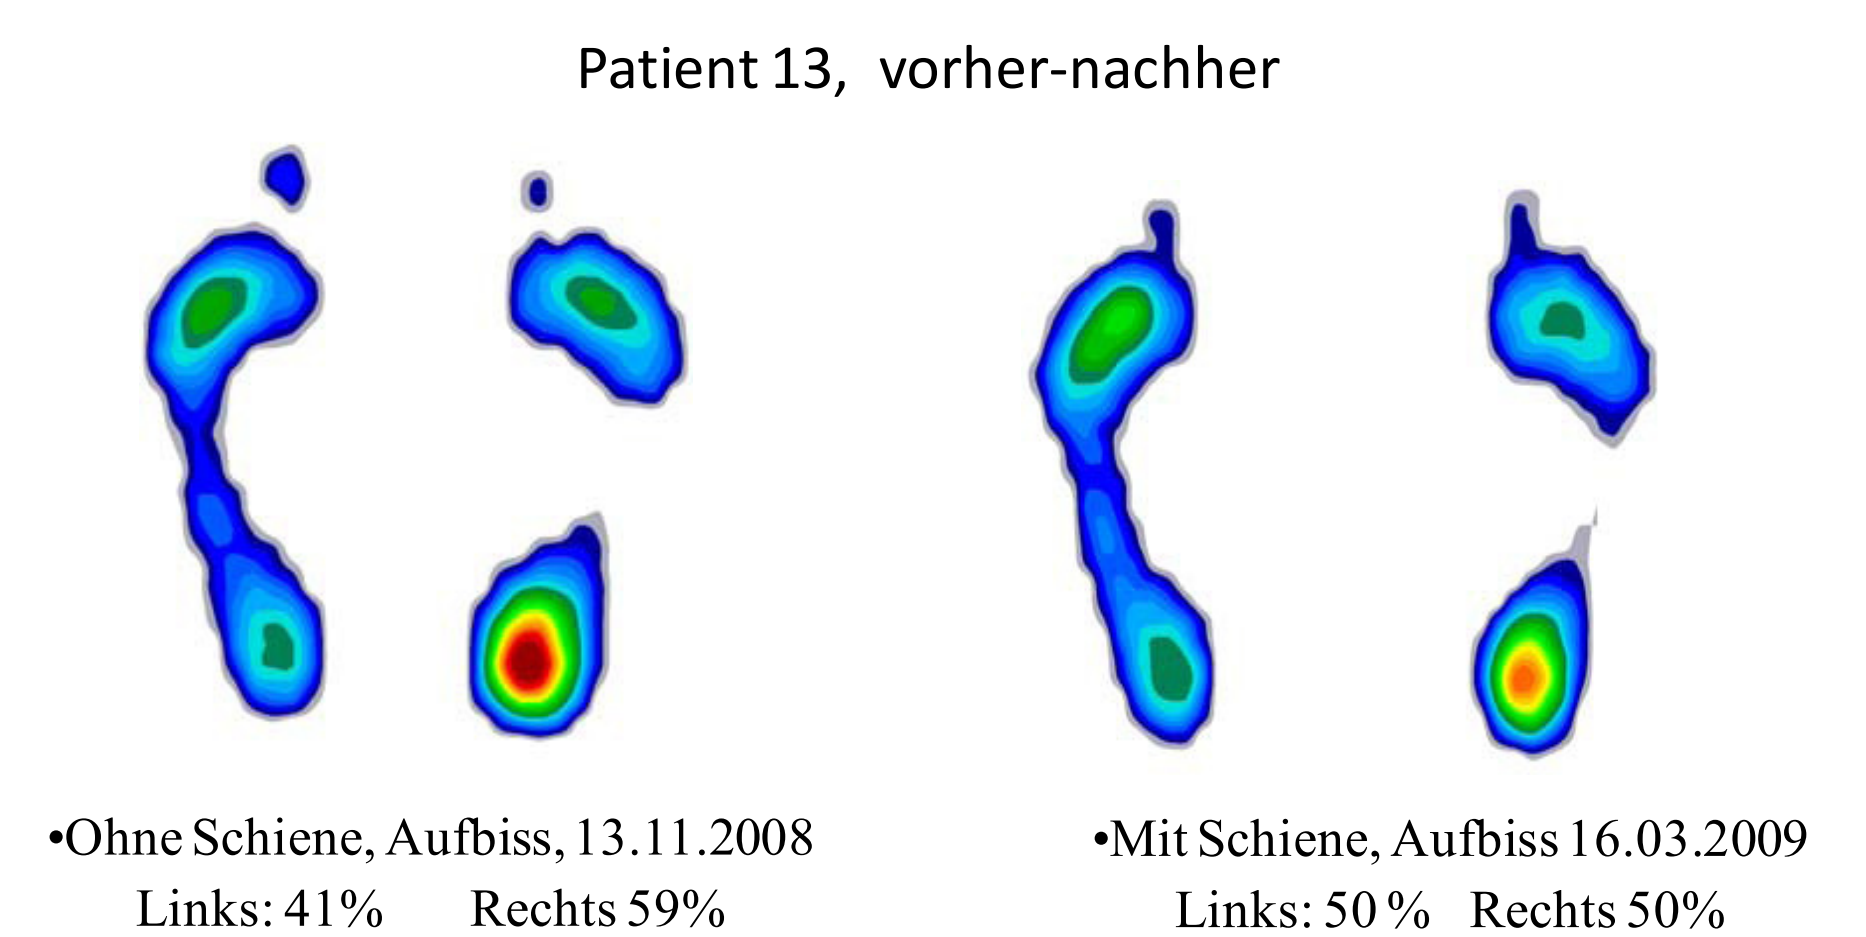 Patient 13, vorher-nachher
•Ohne Schiene, Aufbiss, 13.11.2008
Links: 41% Rechts 59%
•Mit Schiene, Aufbiss 16.03.2009
Links: 50 % Rechts 50%